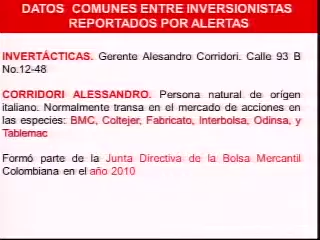 DATOS COMUNES ENTRE INVERSIONISTAS
REPORTADOS POR ALERTAS
INVERTÁCTICAS. Gerente Alesandro Corridori. Calle 93 B
No.12-48
CORRIDORI ALESSANDRO. Persona natural de orígen
italiano. Normalmente transa en el mercado de acciones en
las especies: BMC, Coltejer, Fabricato, Interbolsa, Odinsa, y
Tablemac
Formó parte de la Junta Directiva de la Bolsa Mercantil
Colombiana en el año 2010